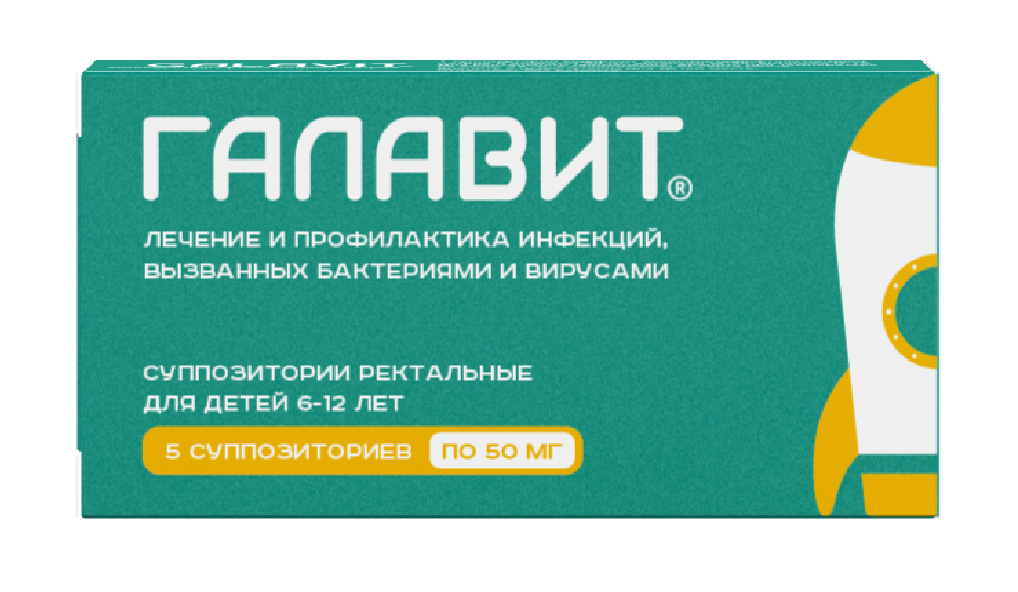 GALAVIT
ГАЛАВИТ®
ЛЕЧЕНИЕ И ПРОФИЛАКТИКА ИНФЕКЦИЙ,
ВЫЗВАННЫХ БАКТЕРИЯМИ И ВИРУСАМИ
СУППОЗИТОРИИ РЕКТАЛЬНЫЕ
ДЛЯ ДЕТЕЙ 6-12 ЛЕТ
5 СУППОЗИТОРИЕВ ПО 50 МГ